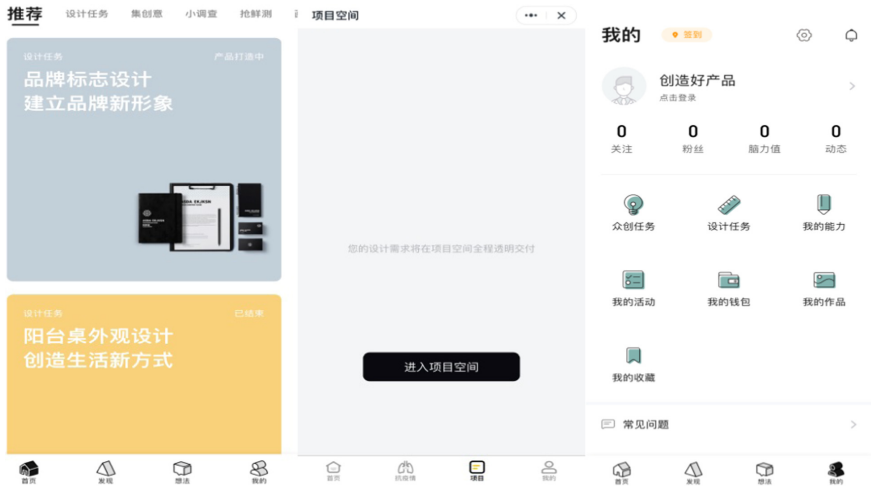 推荐 设计任务 集创意 小调查 抢鲜测
设计任务 产品打造中
品牌标志设计
建立品牌新形象
设计任务 已结束
阳台桌外观设计
创造生活新方式
首页 发现 想法 我的
项目空间
您的设计需求将在项目空间全程透明交付
进入项目空间
首页 抗疫情 项目 我的
我的 签到
创造好产品
点击登录
0 0 0 0
关注 粉丝 脑力值 动态
众创任务 设计任务 我的能力
我的活动 我的钱包 我的作品
我的收藏
常见问题
首页 发现 想法 我的